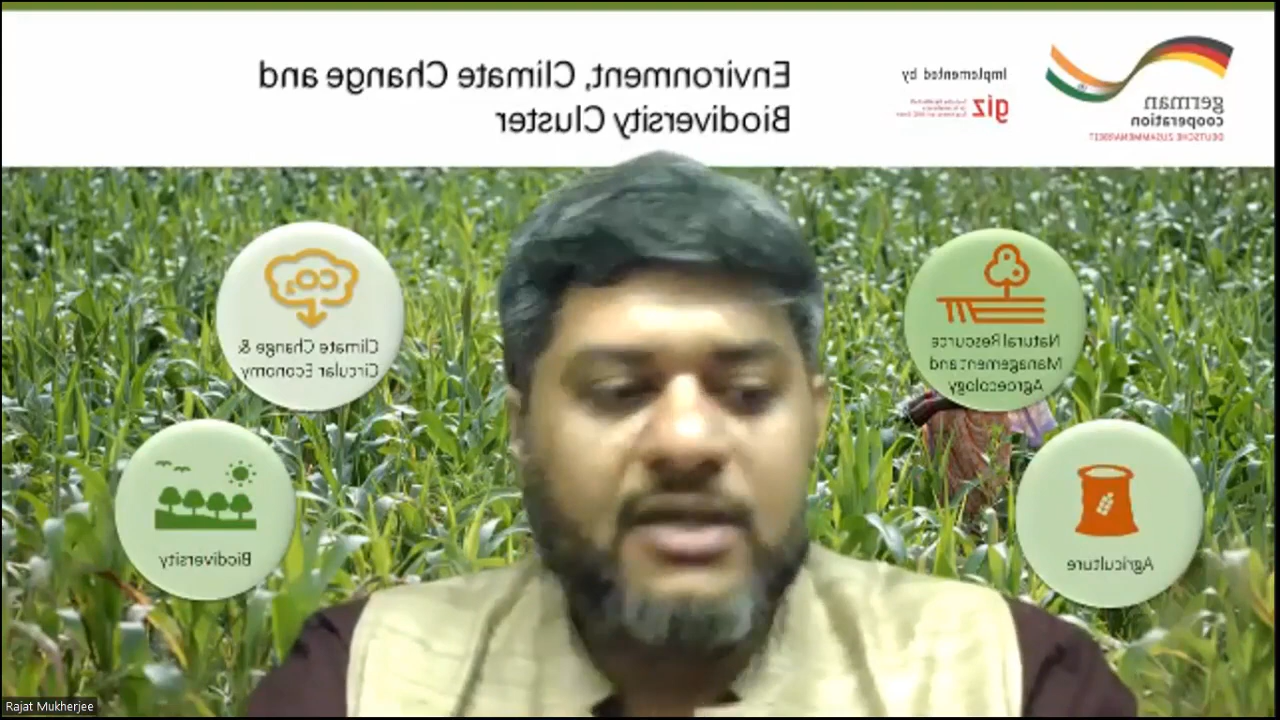 Environment, Climate Change and
Biodiversity Cluster
Implemented by
giz
german
cooperation
DEUTSCHE ZUSAMMENARBEIT
CO₂
Climate Change &
Circular Economy
Natural Resource
Management and
Agroecology
Biodiversity
Agriculture
Rajat Mukherjee